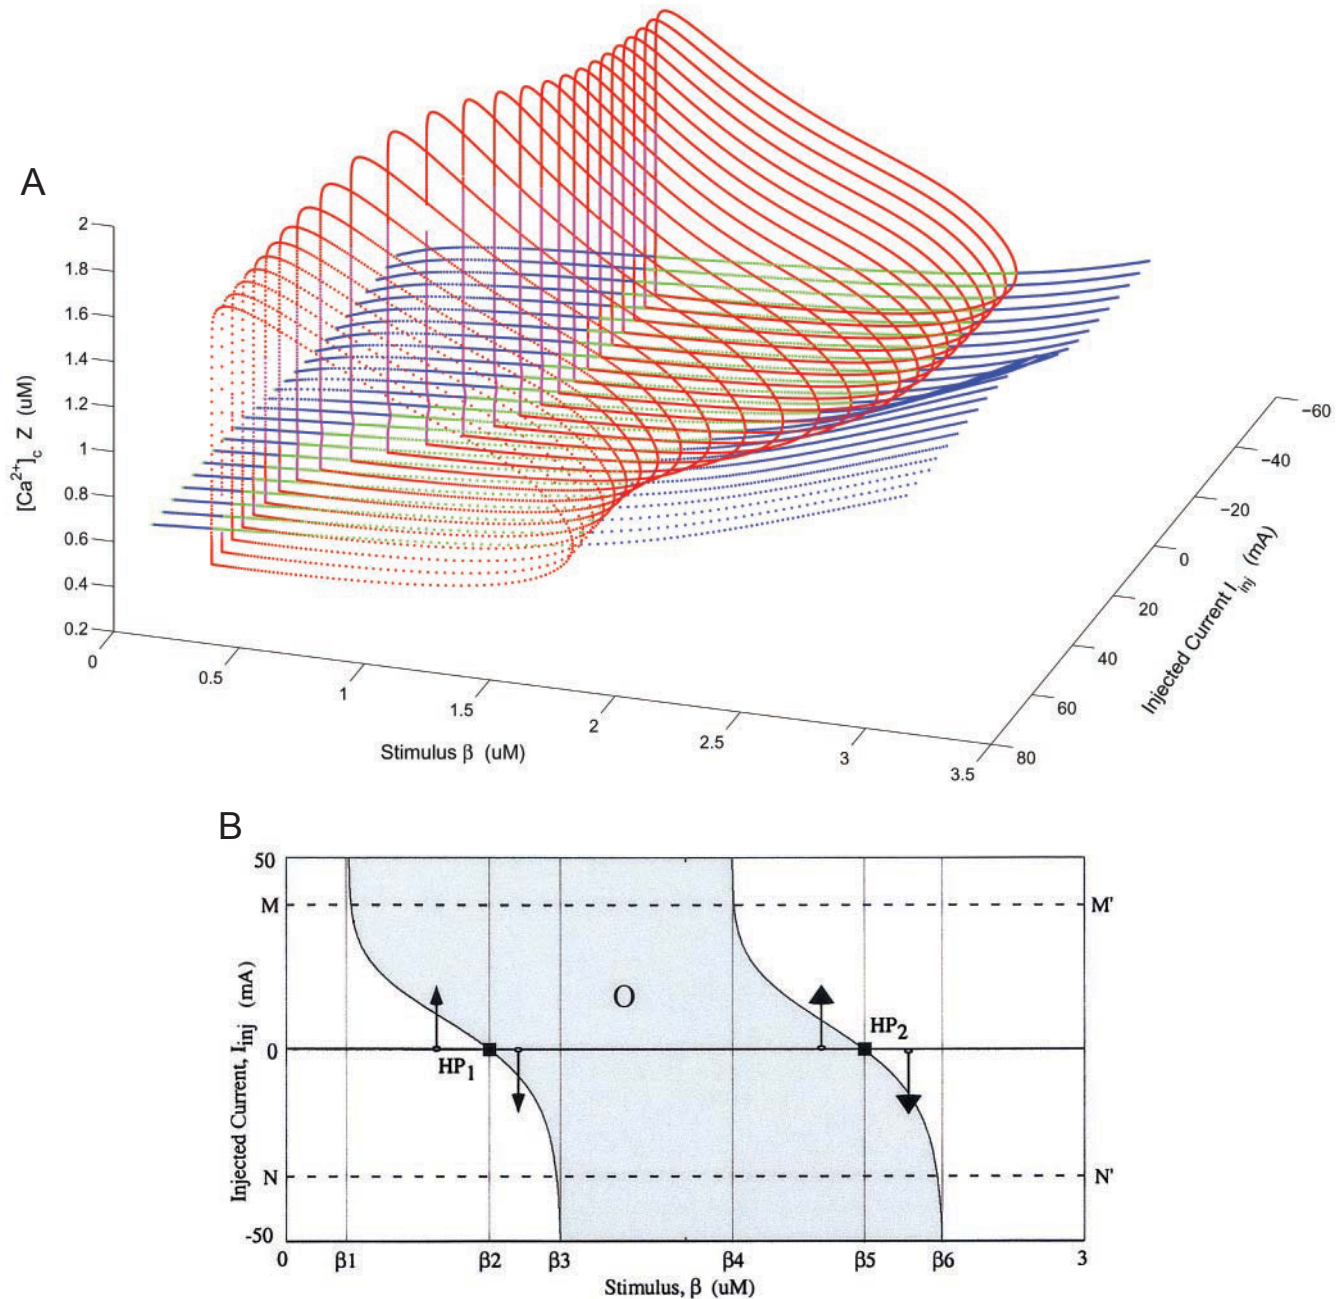 A
2
1.8
1.6
1.4
1.2
1
0.8
0.6
0.4
0.2
[Ca2+]c Z (uM)
0
0.5
1
1.5
2
2.5
3
3.5
Stimulus β (uM)
−60
−40
−20
0
20
40
60
80
Injected Current Iinj (mA)
B
50
M
M'
O
HP2
0
HP1
N
N'
-50
Injected Current, Iinj (mA)
0 β1 β2 β3 β4 β5 β6 3
Stimulus, β (uM)